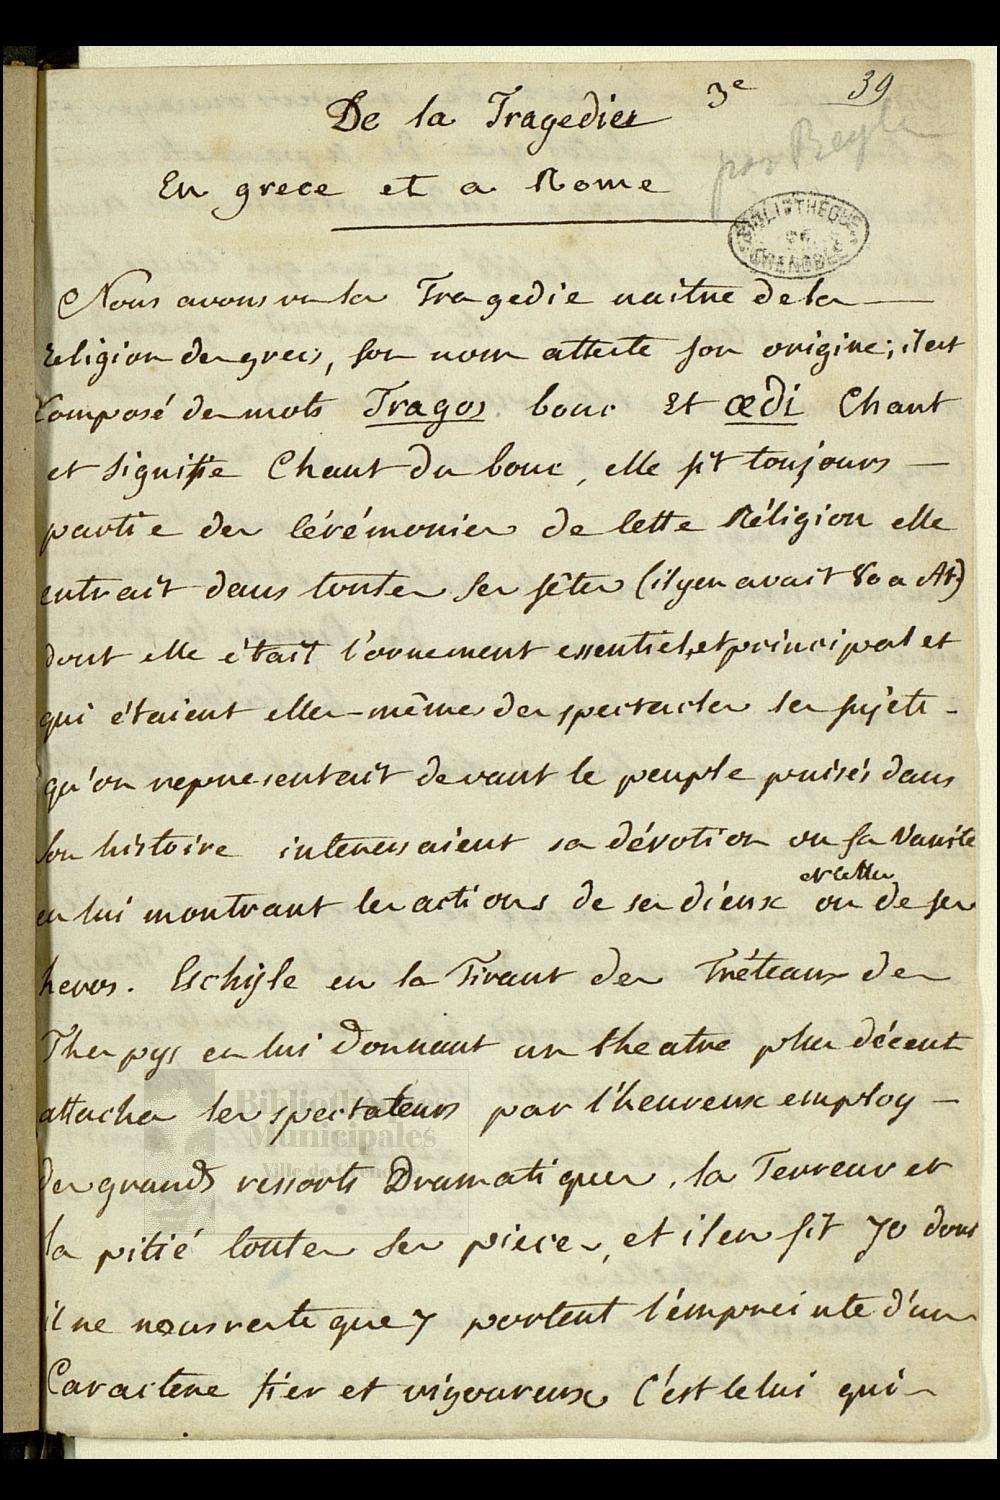 39
De la Tragedie 3e
par Beyle
En grece et a Rome
BIBLIOTHEQUE
DE
GRENOBLE
Nous avons vu la Tragedie naitre de la
religion des grecs, son nom atteste son origine; il est
Composé des mots Tragos bouc Et œdi Chant
et signifie Chant du bouc, elle fit toujours
partie des cérémonies de cette Réligion elle
entrait dans toutes ses fêtes (il y en avait 80 a At)
dont elle était l'ornement essentiel, et principal et
qui étaient elles-même des spectacles les sujets
qu'on representait devant le peuple puisés dans
son histoire interessaient sa dévotion ou sa vanité
et celles
en lui montrant les actions de ses dieux ou de ses
heros. Eschyle en la Tirant des Tréteaux de
Thespys en lui Donnant un theatre plus décent
attacha les spectateurs par l'heureux employ
des grands ressorts Dramatiques, la Terreur et
la pitié toutes ses pieces, et il en fit 70 dont
il ne nous reste que 7 portent l'empreinte d'un
Caractere fier et vigoureux C'est celui qui
Bibliothèques
Municipales
Ville de Grenoble